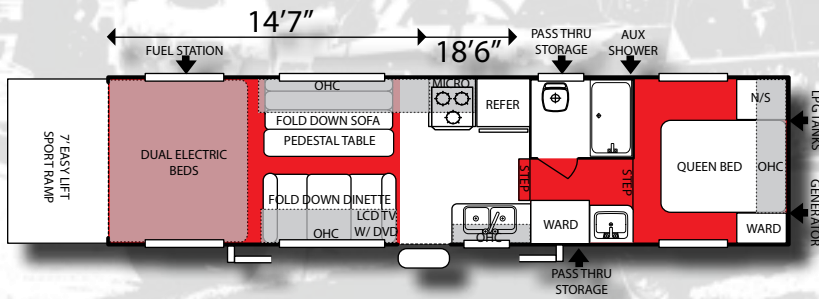 14'7"
18'6"
FUEL STATION
PASS THRU
STORAGE
AUX
SHOWER
7' EASY LIFT
SPORT RAMP
DUAL ELECTRIC
BEDS
OHC
FOLD DOWN SOFA
PEDESTAL TABLE
FOLD DOWN DINETTE
LCD TV
W/ DVD
OHC
MICRO
REFER
OHC
STEP
WARD
STEP
QUEEN BED
N/S
OHC
WARD
LPG TANKS
GENERATOR
PASS THRU
STORAGE